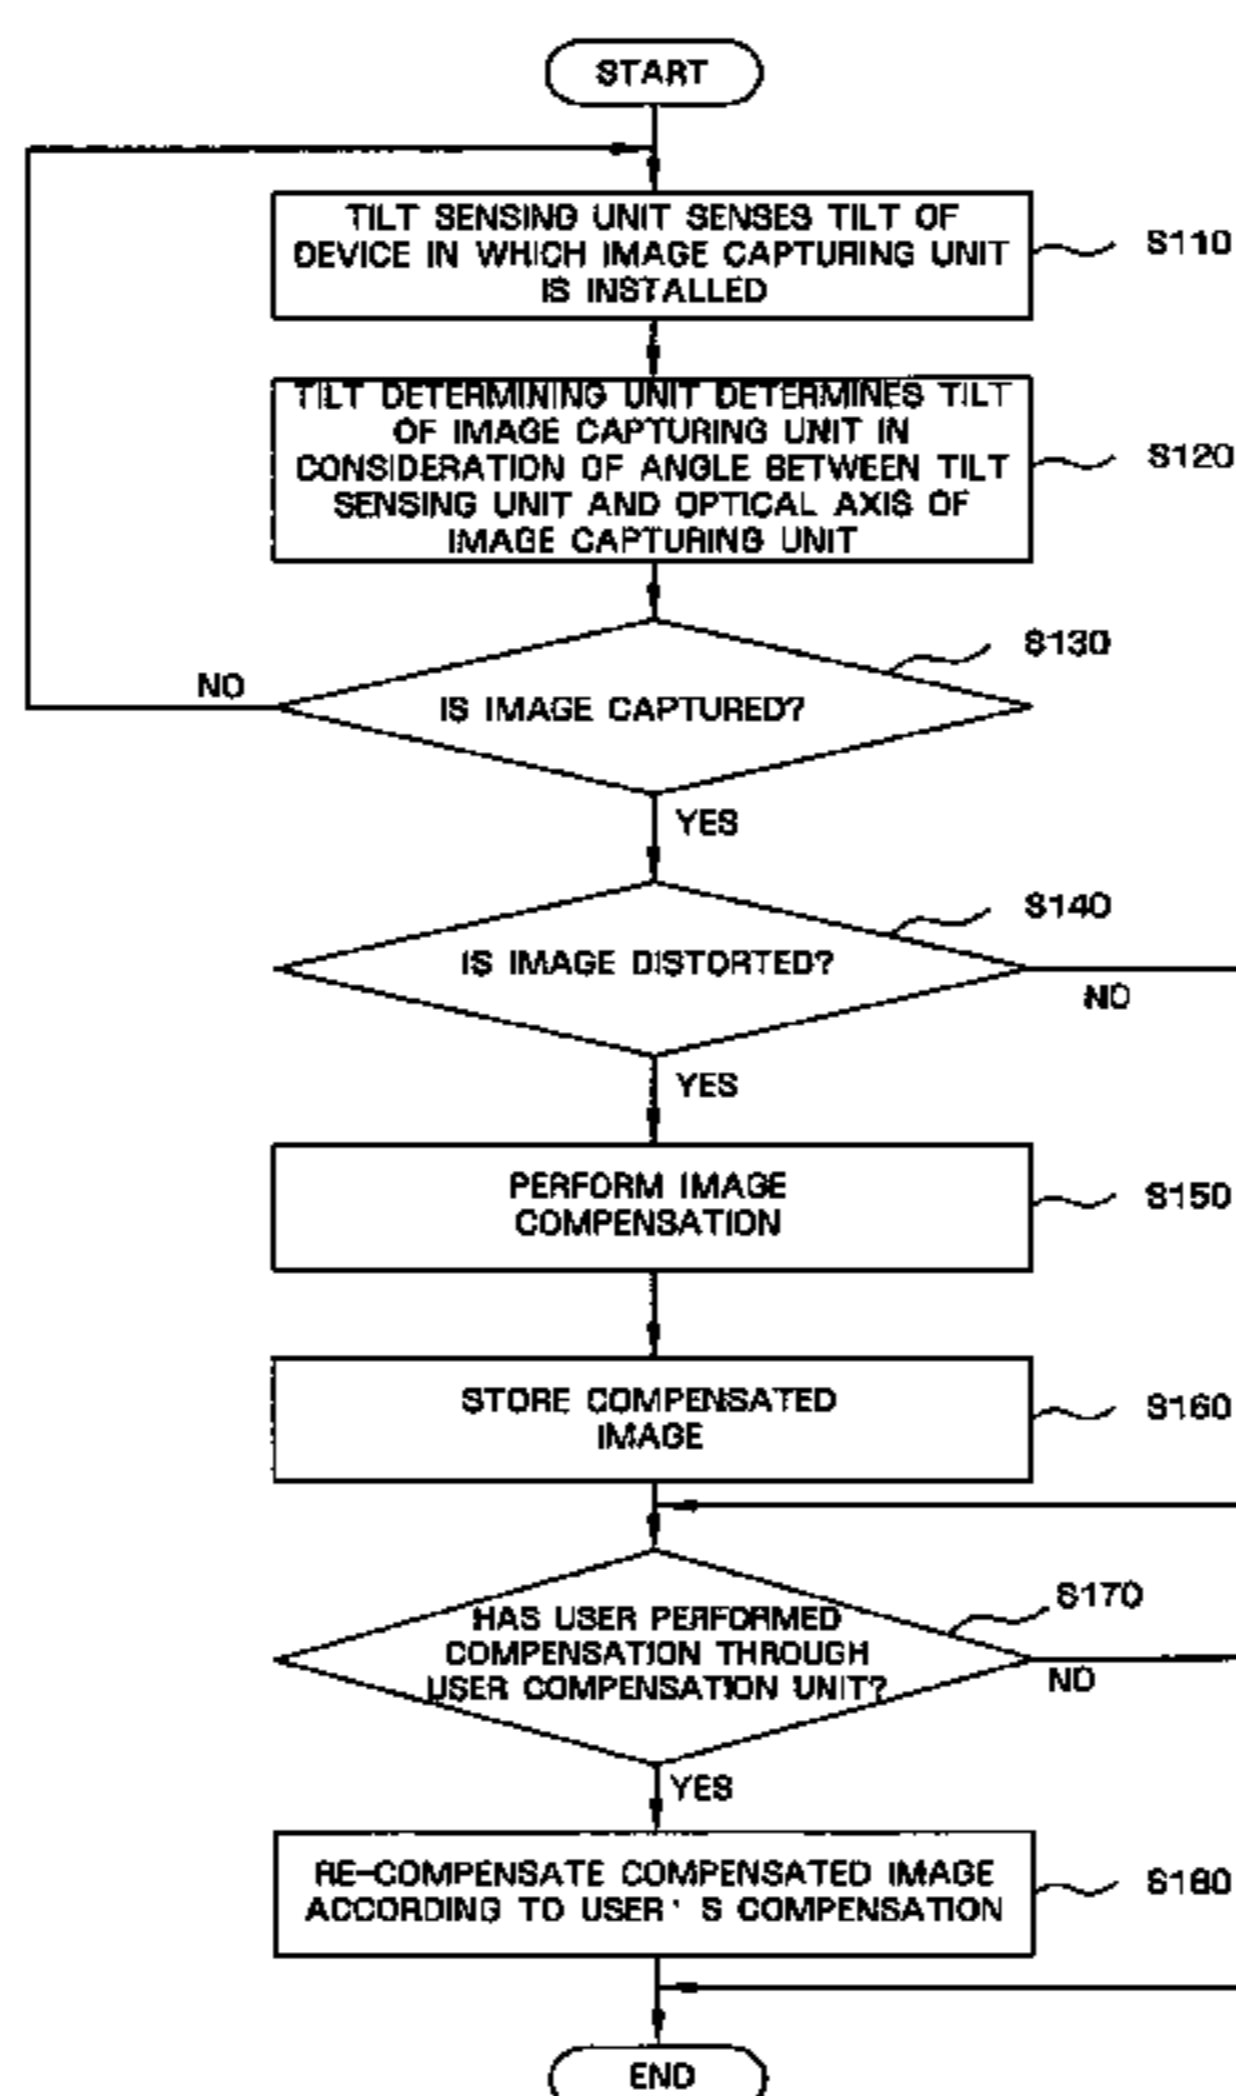 START
TILT SENSING UNIT SENSES TILT OF
DEVICE IN WHICH IMAGE CAPTURING UNIT
IS INSTALLED
S110
TILT DETERMINING UNIT DETERMINES TILT
OF IMAGE CAPTURING UNIT IN
CONSIDERATION OF ANGLE BETWEEN TILT
SENSING UNIT AND OPTICAL AXIS OF
IMAGE CAPTURING UNIT
S120
S130
NO
IS IMAGE CAPTURED?
YES
S140
IS IMAGE DISTORTED?
NO
YES
PERFORM IMAGE
COMPENSATION
S150
STORE COMPENSATED
IMAGE
S160
S170
HAS USER PERFORMED
COMPENSATION THROUGH
USER COMPENSATION UNIT?
NO
YES
RE-COMPENSATE COMPENSATED IMAGE
ACCORDING TO USER'S COMPENSATION
S180
END